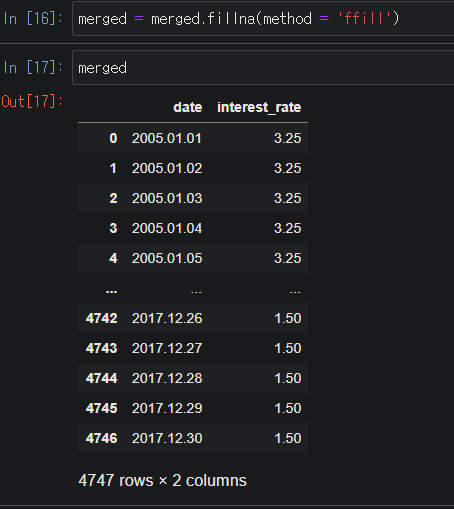 In [16]: merged = merged.fillna(method = 'ffill')
In [17]: merged
Out[17]:
date interest_rate
0 2005.01.01 3.25
1 2005.01.02 3.25
2 2005.01.03 3.25
3 2005.01.04 3.25
4 2005.01.05 3.25
... ... ...
4742 2017.12.26 1.50
4743 2017.12.27 1.50
4744 2017.12.28 1.50
4745 2017.12.29 1.50
4746 2017.12.30 1.50
4747 rows × 2 columns